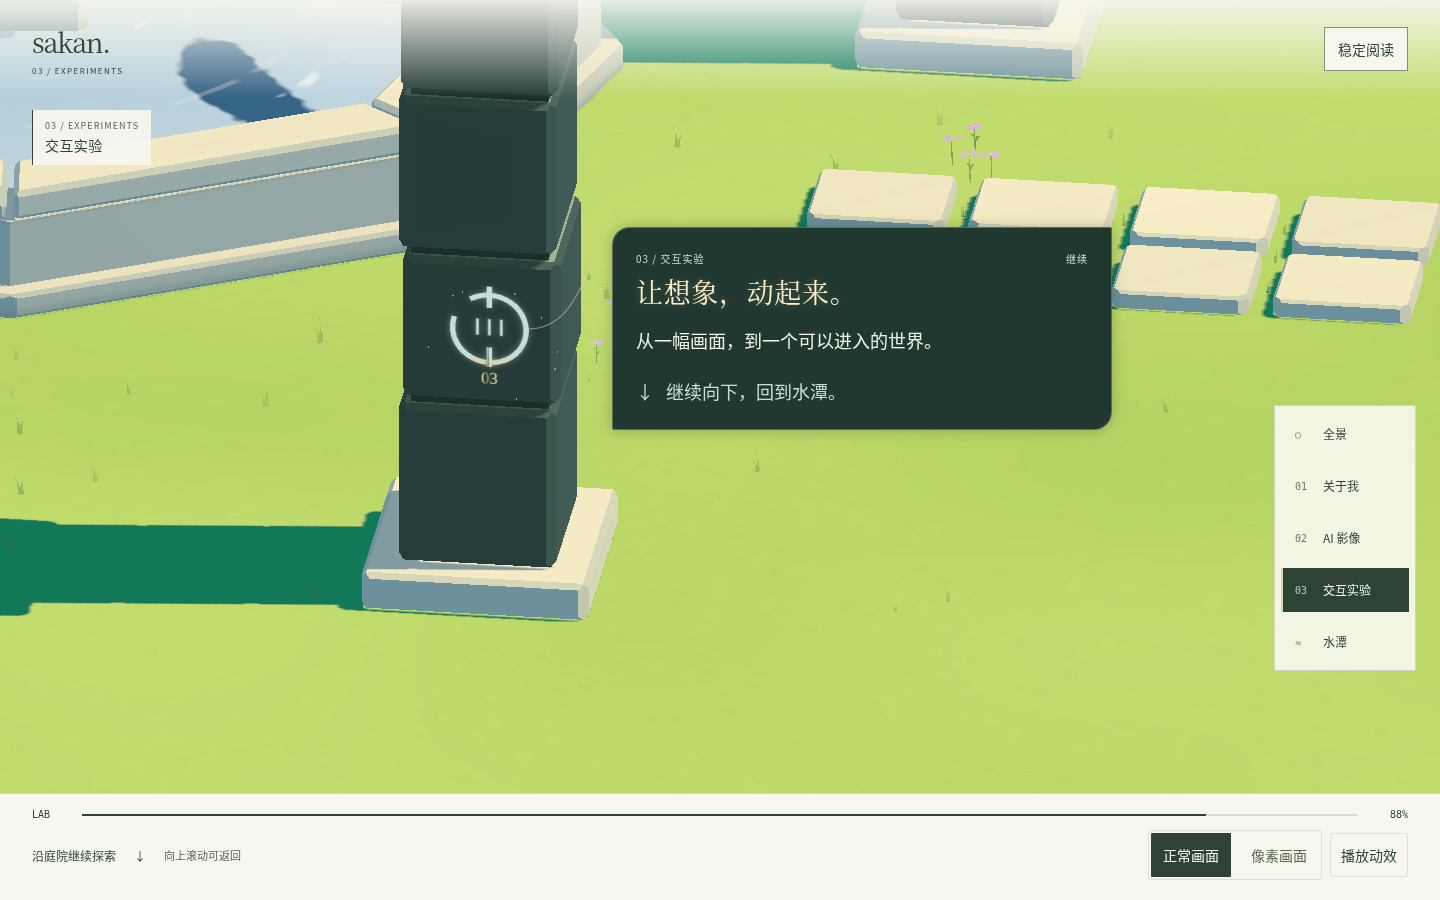 sakan.
03 / EXPERIMENTS
稳定阅读
03 / EXPERIMENTS
交互实验
03 / 交互实验
继续
让想象，动起来。
从一幅画面，到一个可以进入的世界。
↓ 继续向下，回到水潭。
03
○ 全景
01 关于我
02 AI 影像
03 交互实验
≈ 水潭
LAB
88%
沿庭院继续探索 ↓ 向上滚动可返回
正常画面
像素画面
播放动效